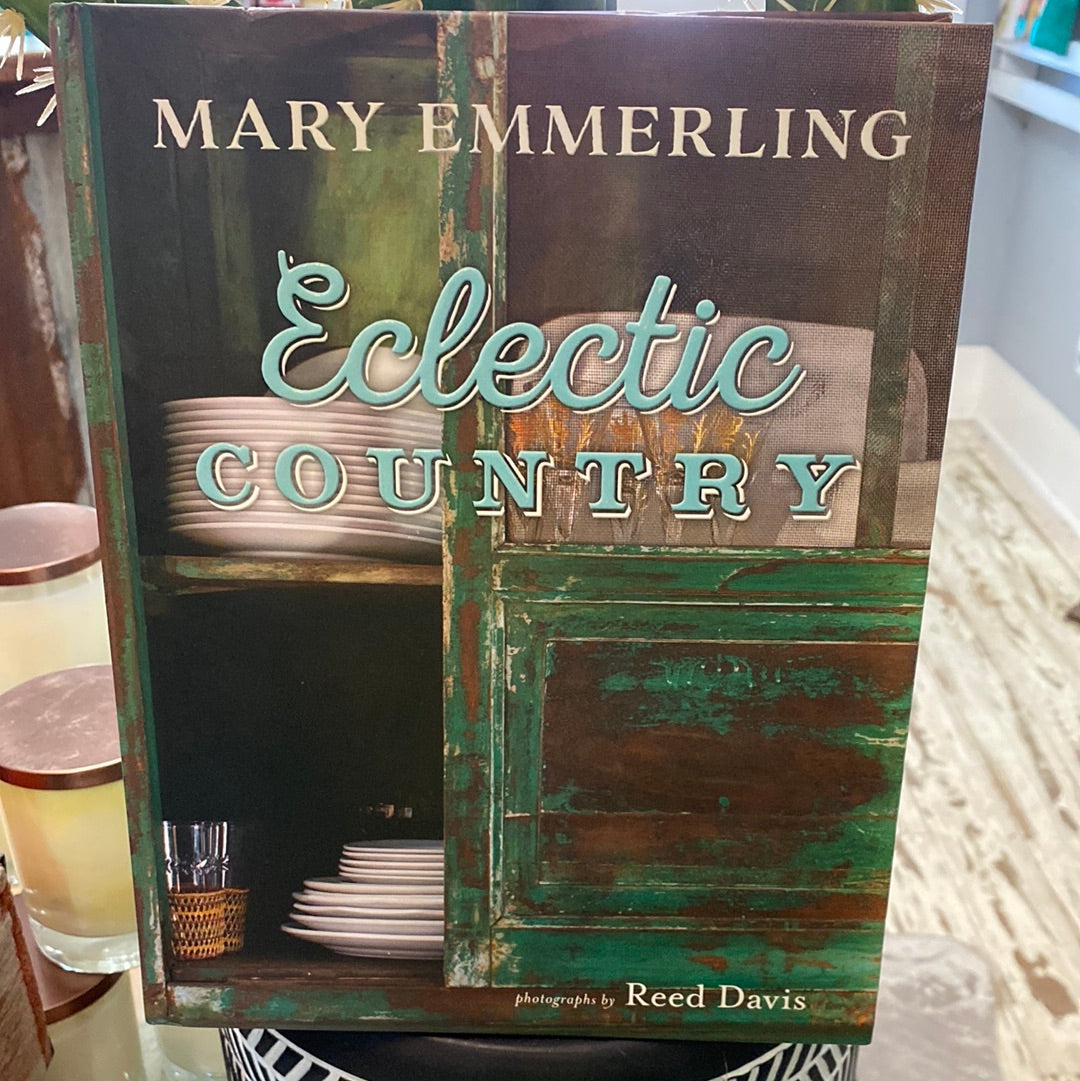 MARY EMMERLING
Eclectic
COUNTRY
photographs by Reed Davis